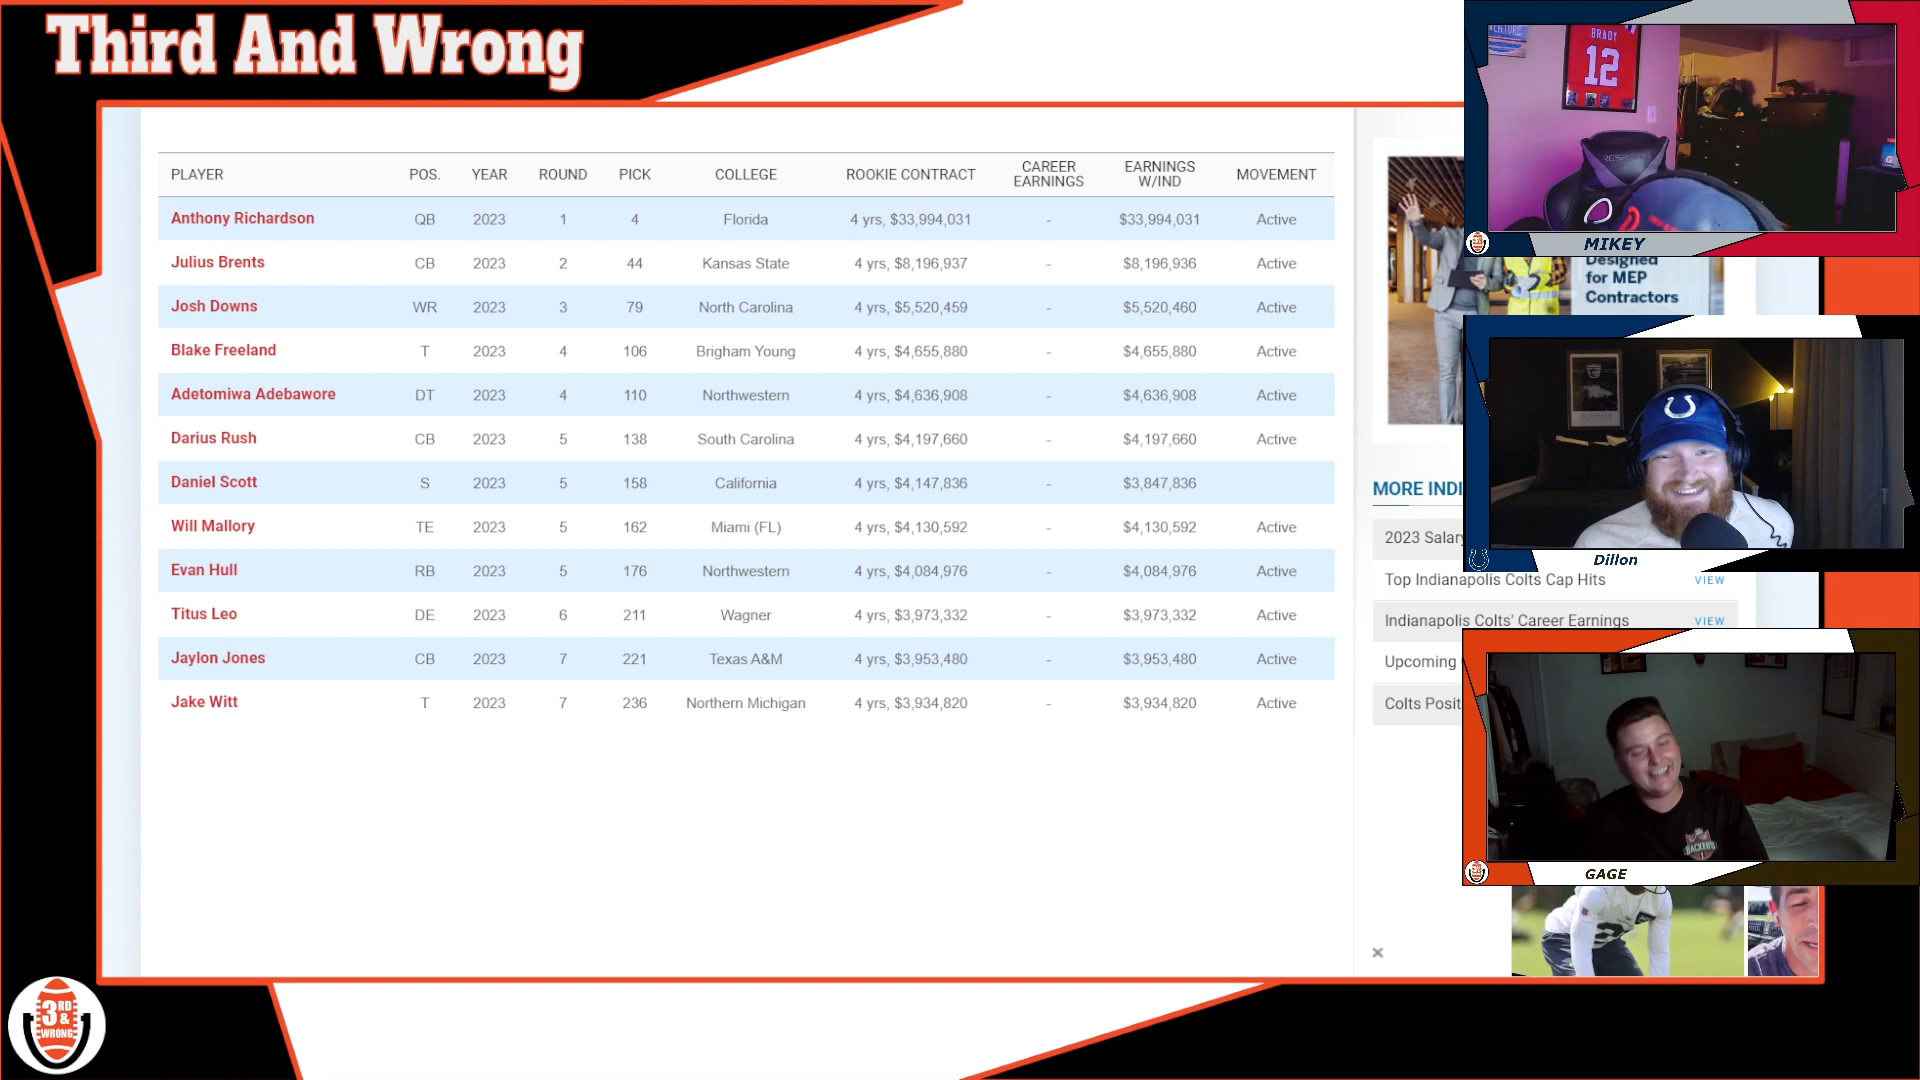 Third And Wrong
PLAYER POS. YEAR ROUND PICK COLLEGE ROOKIE CONTRACT CAREER EARNINGS EARNINGS W/IND MOVEMENT
Anthony Richardson QB 2023 1 4 Florida 4 yrs, $33,994,031 - $33,994,031 Active
Julius Brents CB 2023 2 44 Kansas State 4 yrs, $8,196,937 - $8,196,936 Active
Josh Downs WR 2023 3 79 North Carolina 4 yrs, $5,520,459 - $5,520,460 Active
Blake Freeland T 2023 4 106 Brigham Young 4 yrs, $4,655,880 - $4,655,880 Active
Adetomiwa Adebawore DT 2023 4 110 Northwestern 4 yrs, $4,636,908 - $4,636,908 Active
Darius Rush CB 2023 5 138 South Carolina 4 yrs, $4,197,660 - $4,197,660 Active
Daniel Scott S 2023 5 158 California 4 yrs, $4,147,836 - $3,847,836
Will Mallory TE 2023 5 162 Miami (FL) 4 yrs, $4,130,592 - $4,130,592 Active
Evan Hull RB 2023 5 176 Northwestern 4 yrs, $4,084,976 - $4,084,976 Active
Titus Leo DE 2023 6 211 Wagner 4 yrs, $3,973,332 - $3,973,332 Active
Jaylon Jones CB 2023 7 221 Texas A&M 4 yrs, $3,953,480 - $3,953,480 Active
Jake Witt T 2023 7 236 Northern Michigan 4 yrs, $3,934,820 - $3,934,820 Active
BRADY
12
MIKEY
Designed
for MEP
Contractors
MORE INDI
2023 Salary
Dillon
Top Indianapolis Colts Cap Hits VIEW
Indianapolis Colts' Career Earnings VIEW
Upcoming
Colts Posit
BACKERS
GAGE
3RD
&
WRONG